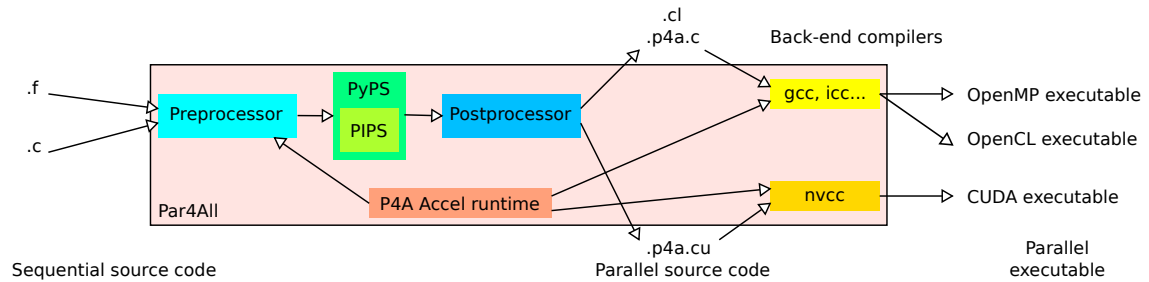 .cl
.p4a.c
Back-end compilers
.f
PyPS
gcc, icc...
OpenMP executable
Preprocessor
Postprocessor
PIPS
.c
OpenCL executable
P4A Accel runtime
nvcc
CUDA executable
Par4All
.p4a.cu
Parallel
Sequential source code
Parallel source code
executable